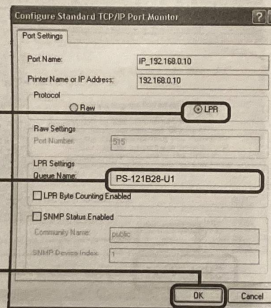 Configure Standard TCP/IP Port Monitor
?
Port Settings
Port Name: IP_192.168.0.10
Printer Name or IP Address: 192.168.0.10
Protocol
Raw LPR
Raw Settings
Port Number: 515
LPR Settings
Queue Name: PS-121B28-U1
LPR Byte Counting Enabled
SNMP Status Enabled
Community Name: public
SNMP Device Index: 1
OK Cancel